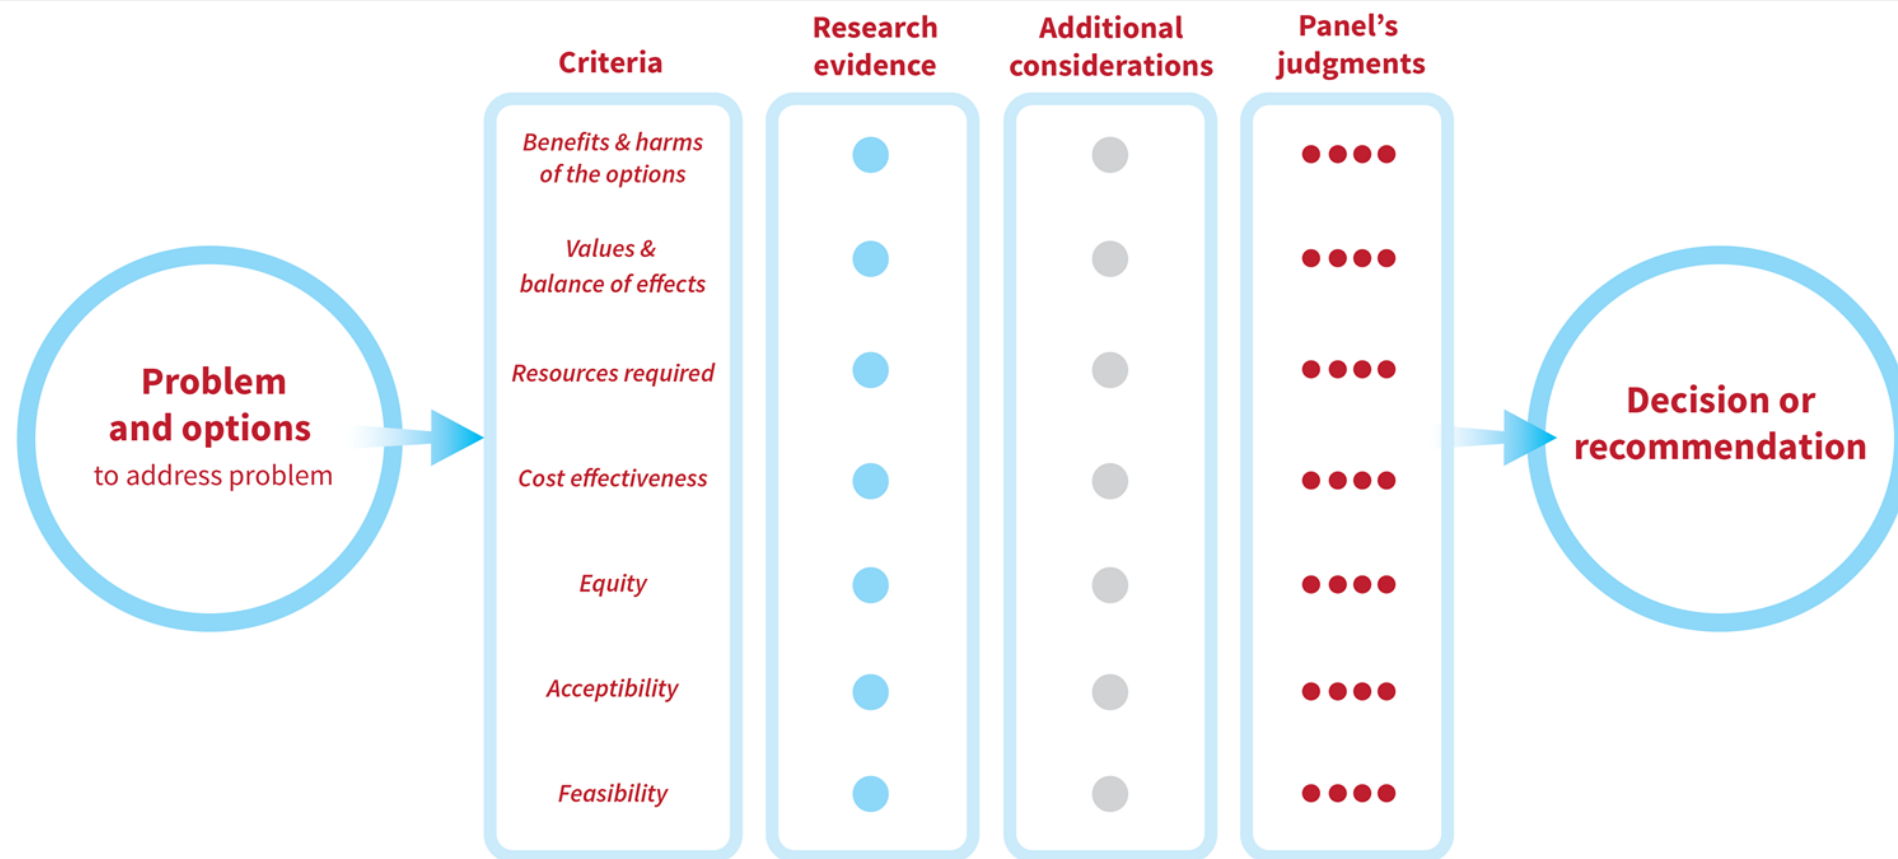 Problem
and options
to address problem
Criteria
Benefits & harms
of the options
Values &
balance of effects
Resources required
Cost effectiveness
Equity
Acceptibility
Feasibility
Research
evidence
Additional
considerations
Panel’s
judgments
Decision or
recommendation